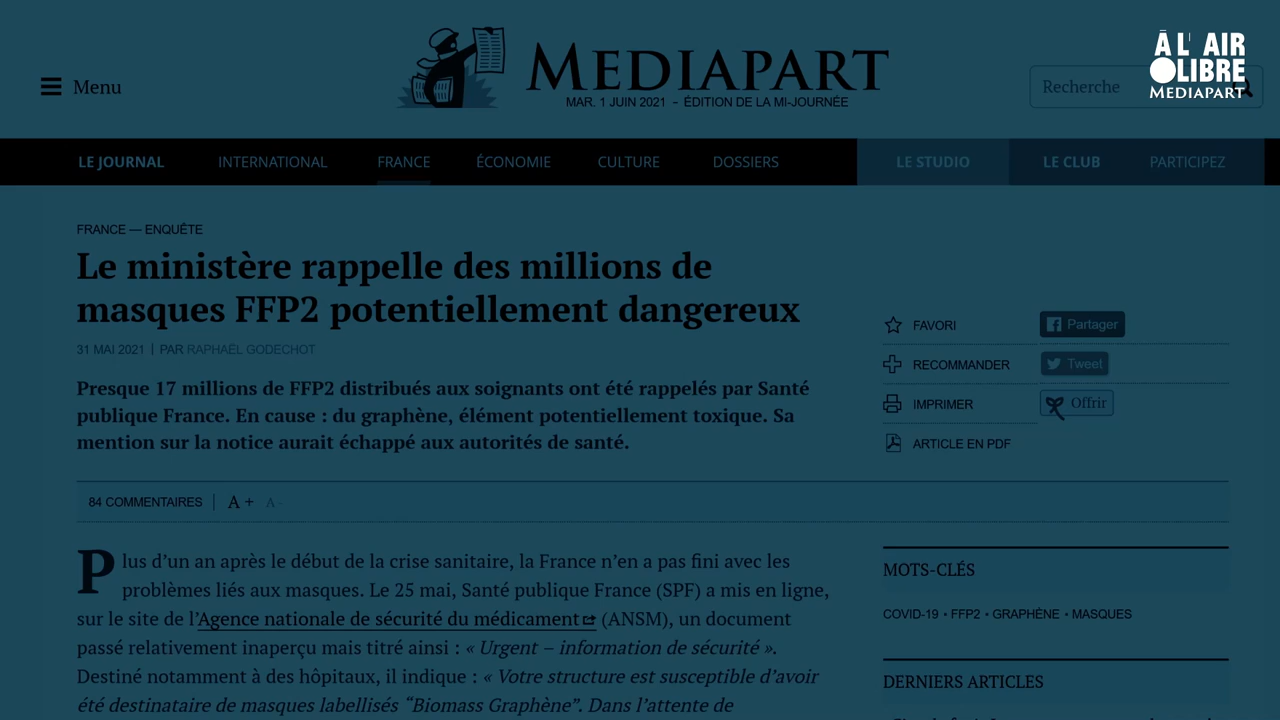 À L'AIR
LIBRE
MEDIAPART
MEDIAPART
MAR. 1 JUIN 2021 - ÉDITION DE LA MI-JOURNÉE
Menu
Recherche
LE JOURNAL INTERNATIONAL FRANCE ÉCONOMIE CULTURE DOSSIERS LE STUDIO LE CLUB PARTICIPEZ
FRANCE — ENQUÊTE
Le ministère rappelle des millions de
masques FFP2 potentiellement dangereux
31 MAI 2021 | PAR RAPHAËL GODECHOT
Presque 17 millions de FFP2 distribués aux soignants ont été rappelés par Santé
publique France. En cause : du graphène, élément potentiellement toxique. Sa
mention sur la notice aurait échappé aux autorités de santé.
FAVORI Partager
RECOMMANDER Tweet
IMPRIMER Offrir
ARTICLE EN PDF
84 COMMENTAIRES | A + A -
Plus d'un an après le début de la crise sanitaire, la France n'en a pas fini avec les
problèmes liés aux masques. Le 25 mai, Santé publique France (SPF) a mis en ligne,
sur le site de l'Agence nationale de sécurité du médicament (ANSM), un document
passé relativement inaperçu mais titré ainsi : « Urgent – information de sécurité ».
Destiné notamment à des hôpitaux, il indique : « Votre structure est susceptible d'avoir
été destinataire de masques labellisés “Biomass Graphène”. Dans l'attente de
MOTS-CLÉS
COVID-19 • FFP2 • GRAPHÈNE • MASQUES
DERNIERS ARTICLES